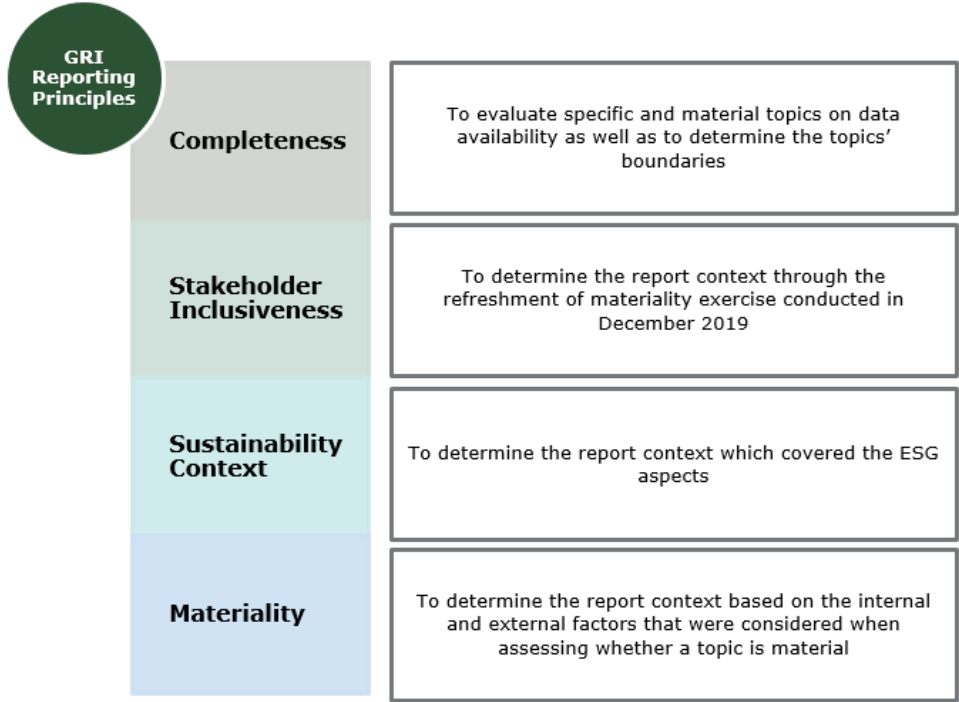 GRI
Reporting
Principles
Completeness
To evaluate specific and material topics on data
availability as well as to determine the topics’
boundaries
Stakeholder
Inclusiveness
To determine the report context through the
refreshment of materiality exercise conducted in
December 2019
Sustainability
Context
To determine the report context which covered the ESG
aspects
Materiality
To determine the report context based on the internal
and external factors that were considered when
assessing whether a topic is material